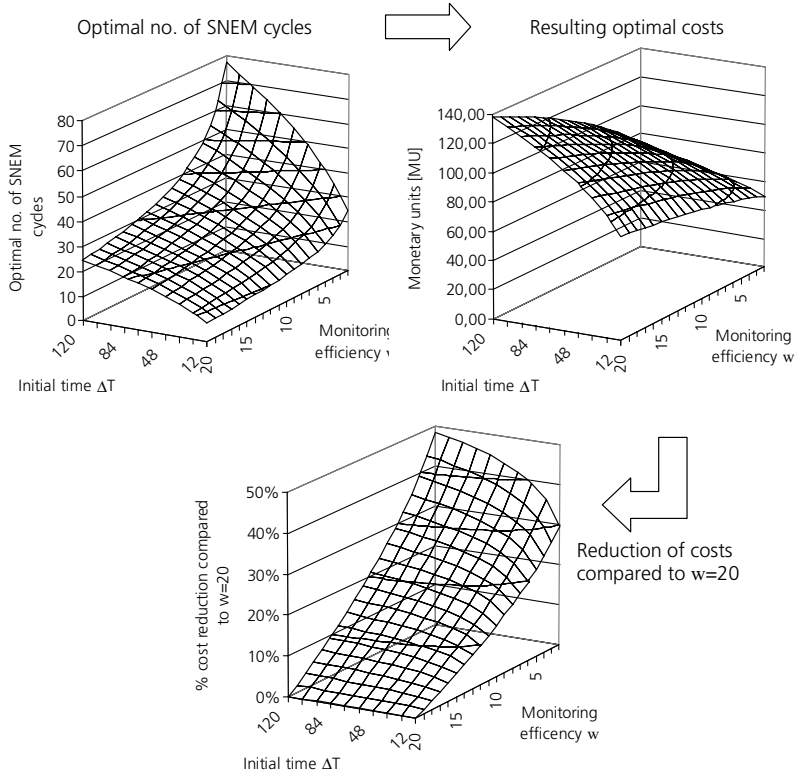 Optimal no. of SNEM cycles
Resulting optimal costs
Optimal no. of SNEM
cycles
80
70
60
50
40
30
20
10
0
120
84
48
12
20
15
10
5
Initial time ΔT
Monitoring
efficiency w
Monetary units [MU]
140,00
120,00
100,00
80,00
60,00
40,00
20,00
0,00
120
84
48
12
20
15
10
5
Initial time ΔT
Monitoring
efficiency w
% cost reduction compared
to w=20
50%
40%
30%
20%
10%
0%
120
84
48
12
20
15
10
5
Initial time ΔT
Monitoring
efficency w
Reduction of costs
compared to w=20